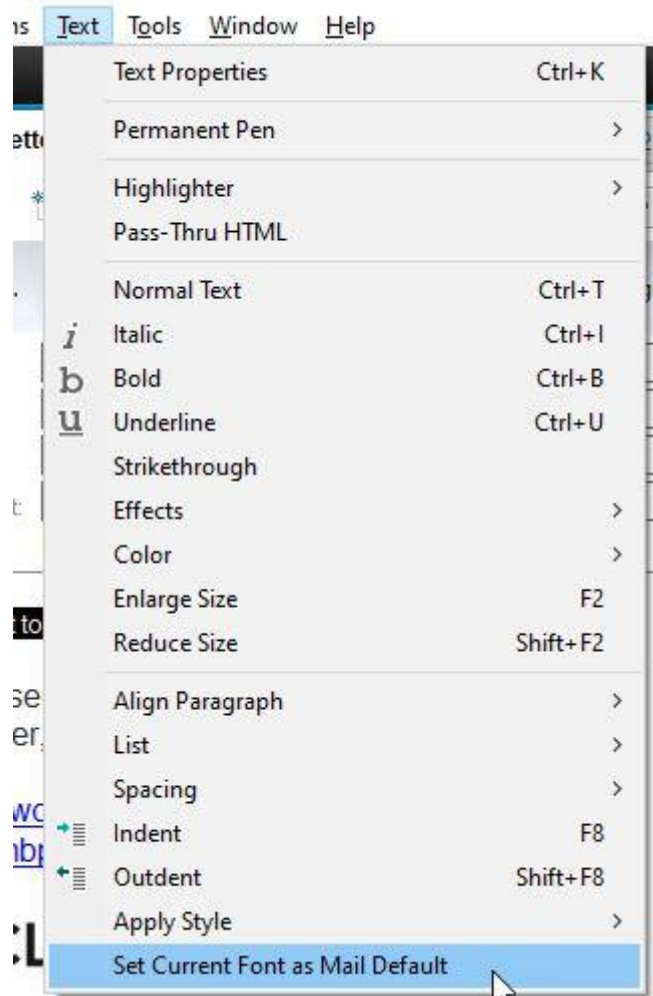 Text Tools Window Help
Text Properties Ctrl+K
Permanent Pen
Highlighter
Pass-Thru HTML
Normal Text Ctrl+T
i Italic Ctrl+I
b Bold Ctrl+B
u Underline Ctrl+U
Strikethrough
Effects
Color
Enlarge Size F2
Reduce Size Shift+F2
Align Paragraph
List
Spacing
Indent F8
Outdent Shift+F8
Apply Style
Set Current Font as Mail Default